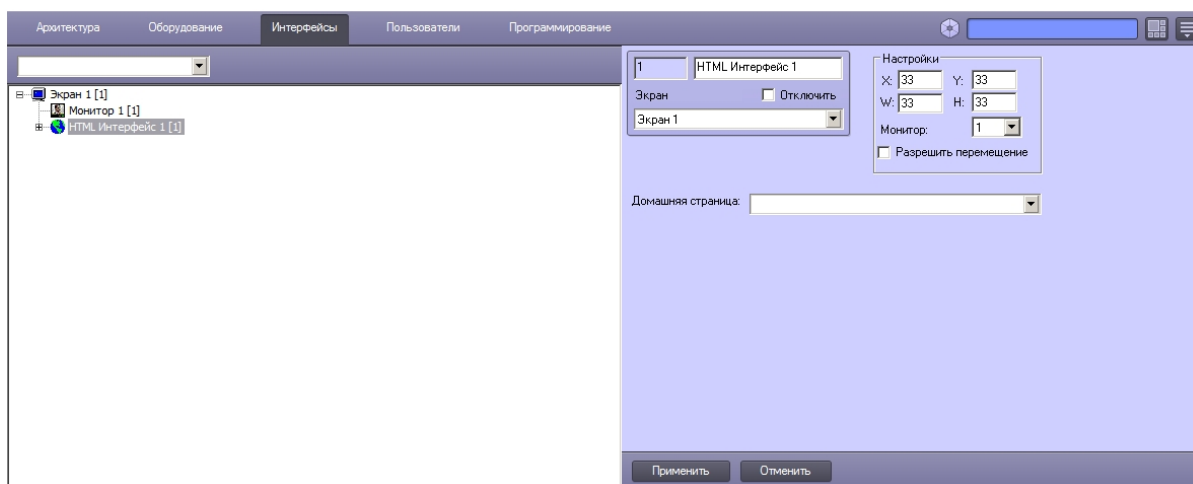 Архитектура Оборудование Интерфейсы Пользователи Программирование
Экран 1 [1]
Монитор 1 [1]
HTML Интерфейс 1 [1]
1 HTML Интерфейс 1
Экран Отключить
Экран 1
Настройки
X: 33 Y: 33
W: 33 H: 33
Монитор: 1
Разрешить перемещение
Домашняя страница:
Применить Отменить